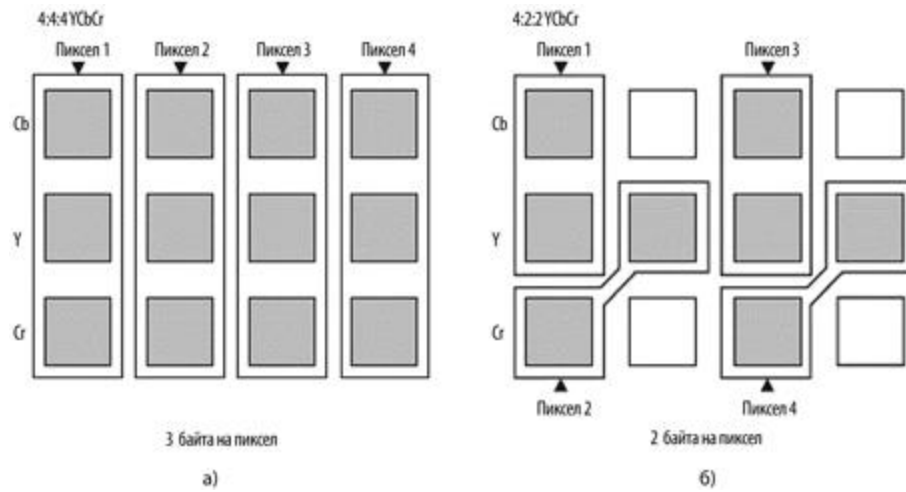 4:4:4 YCbCr
Пиксел 1 Пиксел 2 Пиксел 3 Пиксел 4
Cb
Y
Cr
3 байта на пиксел
а)
4:2:2 YCbCr
Пиксел 1 Пиксел 3
Cb
Y
Cr
Пиксел 2 Пиксел 4
2 байта на пиксел
б)